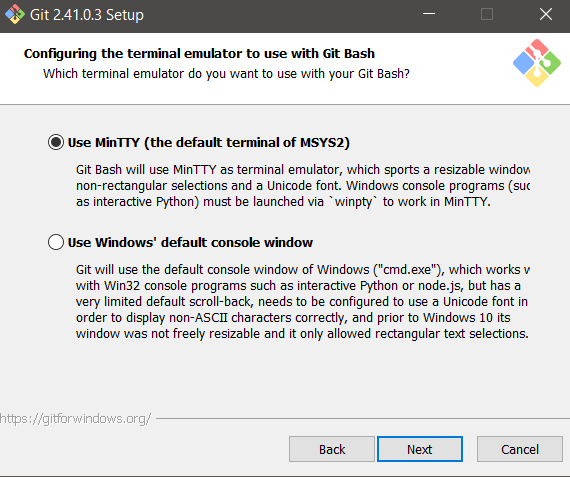 Git 2.41.0.3 Setup
Configuring the terminal emulator to use with Git Bash
Which terminal emulator do you want to use with your Git Bash?
Use MinTTY (the default terminal of MSYS2)
Git Bash will use MinTTY as terminal emulator, which sports a resizable window
non-rectangular selections and a Unicode font. Windows console programs (suc
as interactive Python) must be launched via `winpty` to work in MinTTY.
Use Windows' default console window
Git will use the default console window of Windows ("cmd.exe"), which works w
with Win32 console programs such as interactive Python or node.js, but has a
very limited default scroll-back, needs to be configured to use a Unicode font in
order to display non-ASCII characters correctly, and prior to Windows 10 its
window was not freely resizable and it only allowed rectangular text selections.
https://gitforwindows.org/
Back
Next
Cancel